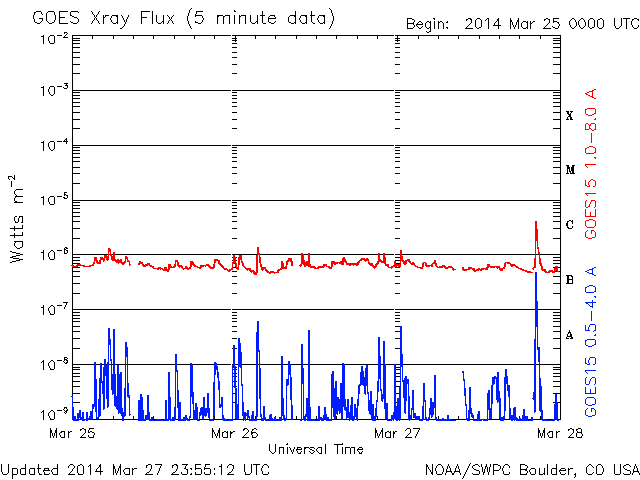 GOES Xray Flux (5 minute data)
Begin: 2014 Mar 25 0000 UTC
10⁻²
10⁻³
10⁻⁴
10⁻⁵
10⁻⁶
10⁻⁷
10⁻⁸
10⁻⁹
Watts m⁻²
X
M
C
B
A
GOES15 1.0-8.0 A
GOES15 0.5-4.0 A
Mar 25
Mar 26
Mar 27
Mar 28
Universal Time
Updated 2014 Mar 27 23:55:12 UTC
NOAA/SWPC Boulder, CO USA